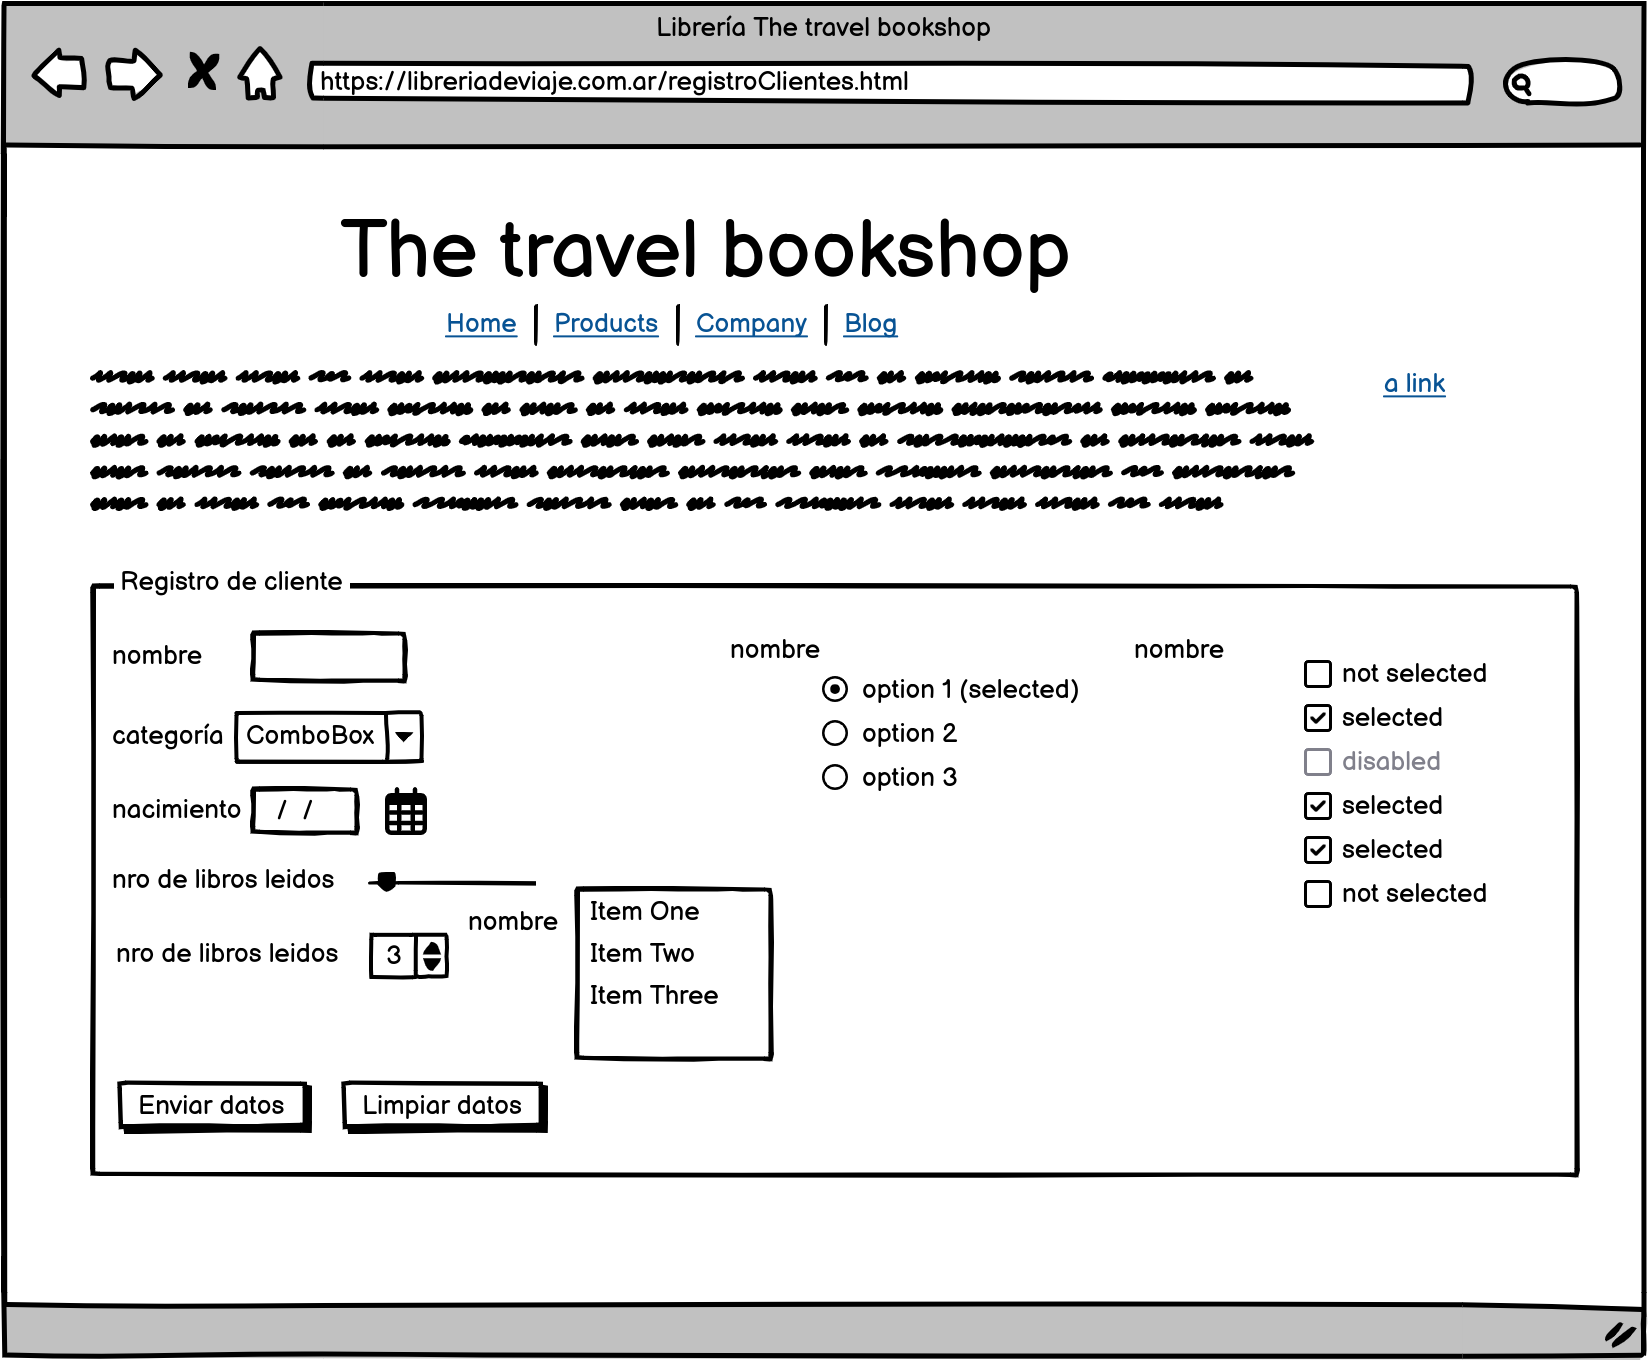 Librería The travel bookshop
https://libreriadeviaje.com.ar/registroClientes.html
The travel bookshop
Home | Products | Company | Blog
a link
Registro de cliente
nombre
categoría ComboBox
nacimiento / /
nro de libros leidos
nro de libros leidos 3
nombre
Item One
Item Two
Item Three
nombre
option 1 (selected)
option 2
option 3
nombre
not selected
selected
disabled
selected
selected
not selected
Enviar datos
Limpiar datos